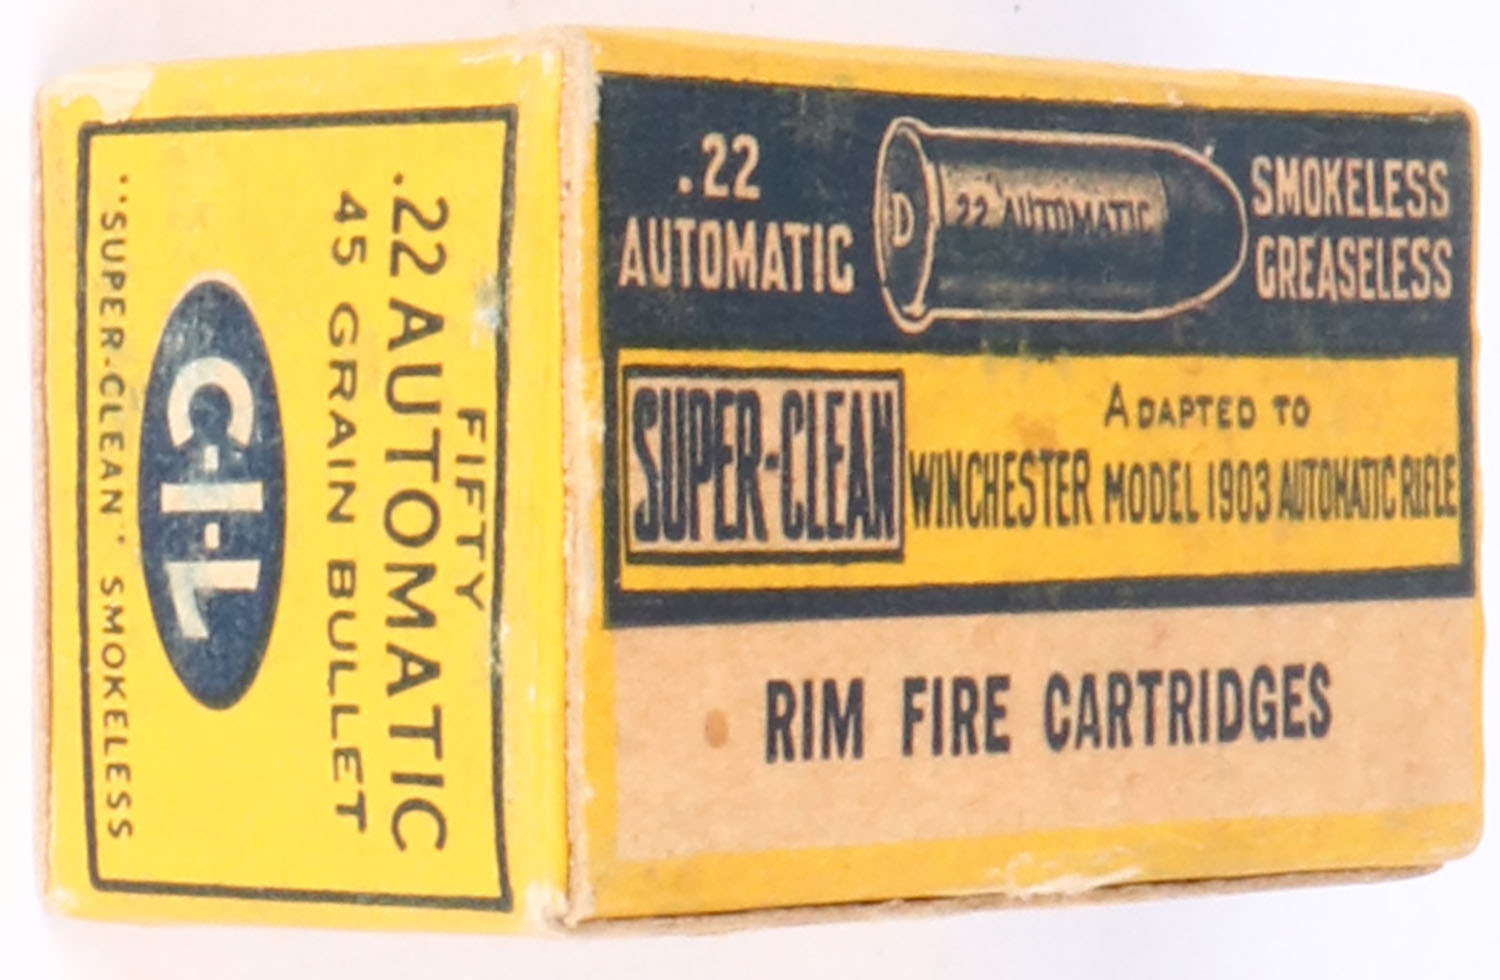 FIFTY
.22 AUTOMATIC
45 GRAIN BULLET
C-I-L
"SUPER-CLEAN" SMOKELESS
.22
AUTOMATIC
D
22 AUTOMATIC
SMOKELESS
GREASELESS
SUPER-CLEAN
ADAPTED TO
WINCHESTER MODEL 1903 AUTOMATIC RIFLE
RIM FIRE CARTRIDGES